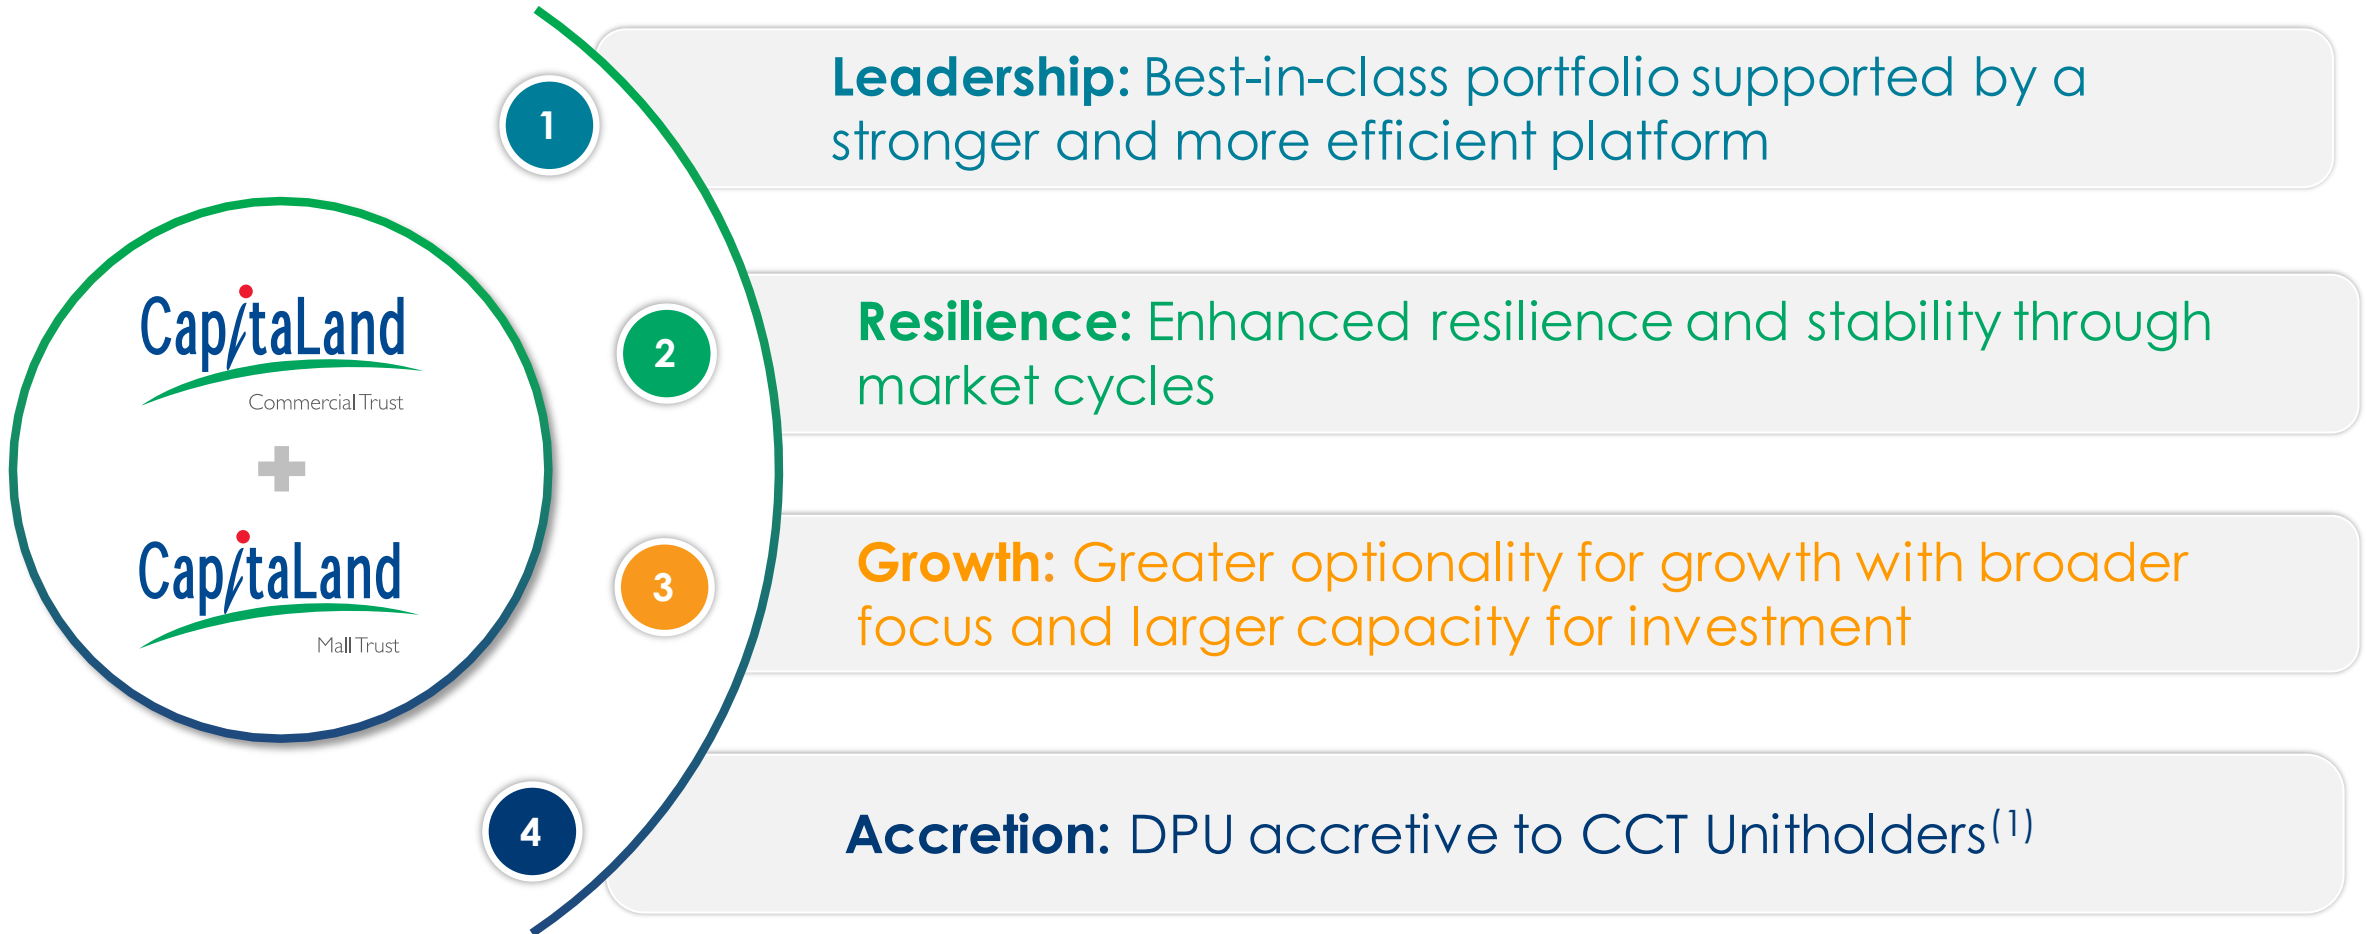 CapitaLand
Commercial Trust
CapitaLand
Mall Trust
1
Leadership: Best-in-class portfolio supported by a
stronger and more efficient platform
2
Resilience: Enhanced resilience and stability through
market cycles
3
Growth: Greater optionality for growth with broader
focus and larger capacity for investment
4
Accretion: DPU accretive to CCT Unitholders(1)